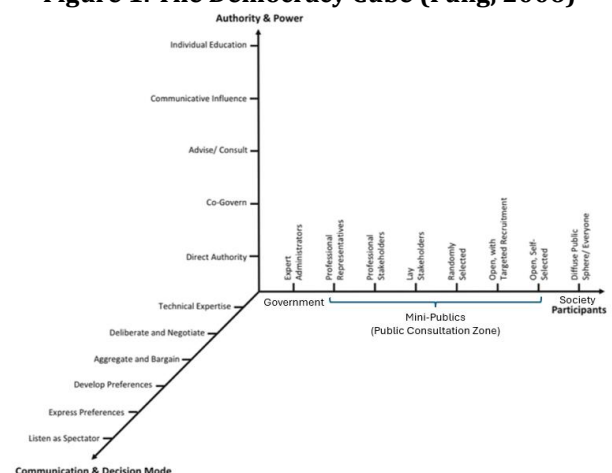 Figure 1: The Democracy Cube (Fung, 2006)
Authority & Power
Individual Education
Communicative Influence
Advise/ Consult
Co-Govern
Direct Authority
Expert
Administrators
Professional
Representatives
Professional
Stakeholders
Lay
Stakeholders
Randomly
Selected
Open, with
Targeted Recruitment
Open, Self-
Selected
Diffuse Public
Sphere/ Everyone
Government
Mini-Publics
(Public Consultation Zone)
Society
Participants
Technical Expertise
Deliberate and Negotiate
Aggregate and Bargain
Develop Preferences
Express Preferences
Listen as Spectator
Communication & Decision Mode